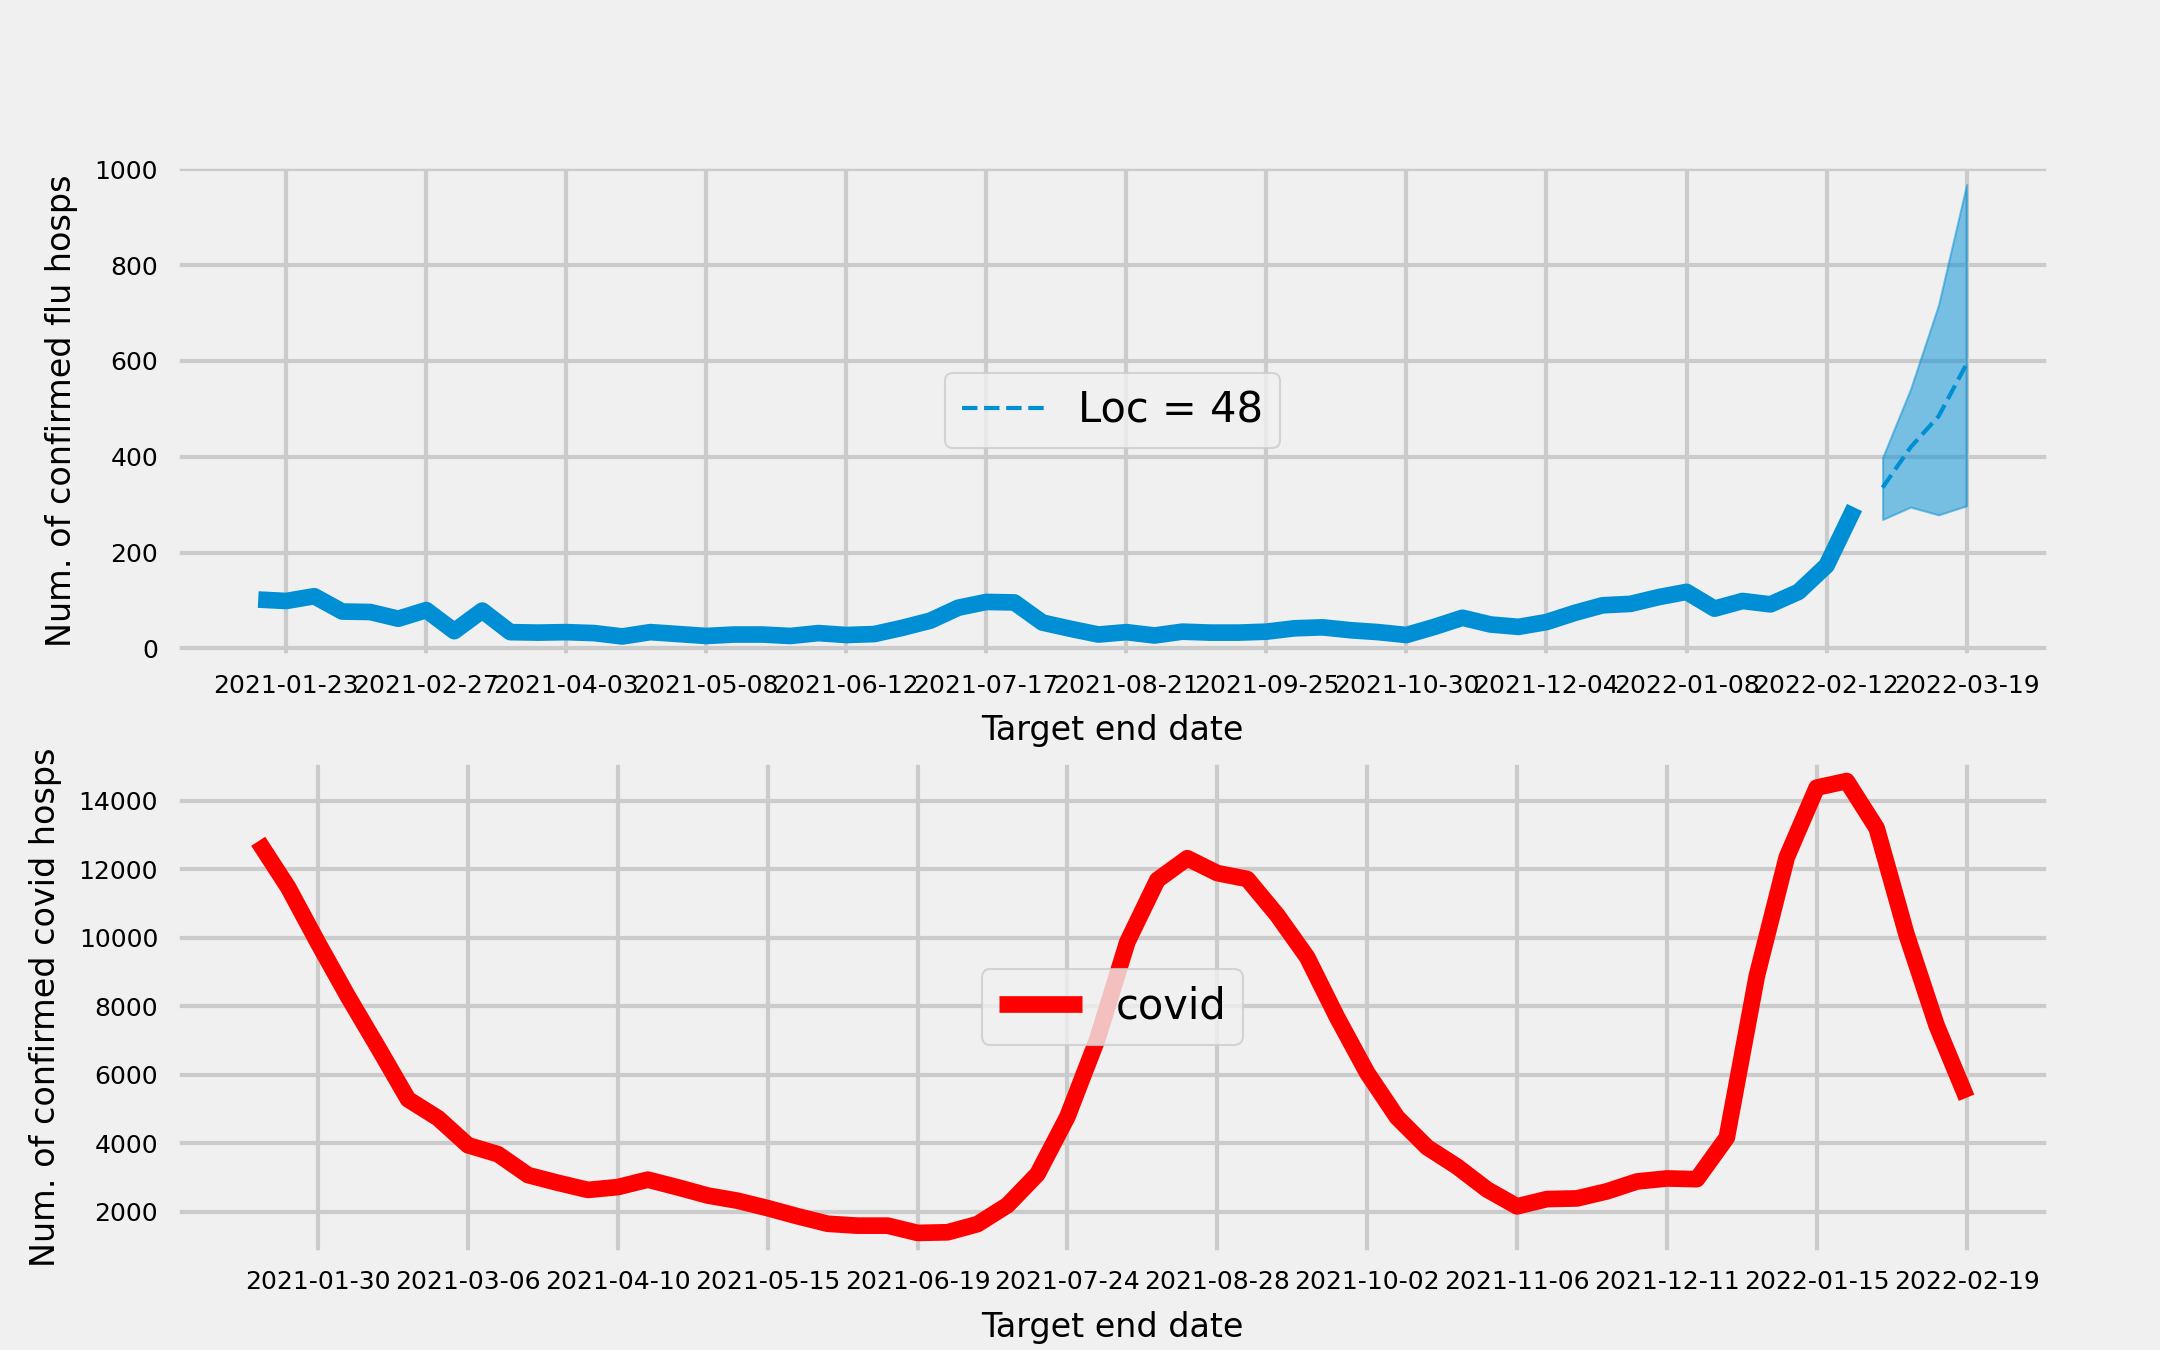 Num. of confirmed flu hosps
1000
800
600
400
200
0
Loc = 48
2021-01-23 2021-02-27 2021-04-03 2021-05-08 2021-06-12 2021-07-17 2021-08-21 2021-09-25 2021-10-30 2021-12-04 2022-01-08 2022-02-12 2022-03-19
Target end date
Num. of confirmed covid hosps
14000
12000
10000
8000
6000
4000
2000
covid
2021-01-30 2021-03-06 2021-04-10 2021-05-15 2021-06-19 2021-07-24 2021-08-28 2021-10-02 2021-11-06 2021-12-11 2022-01-15 2022-02-19
Target end date